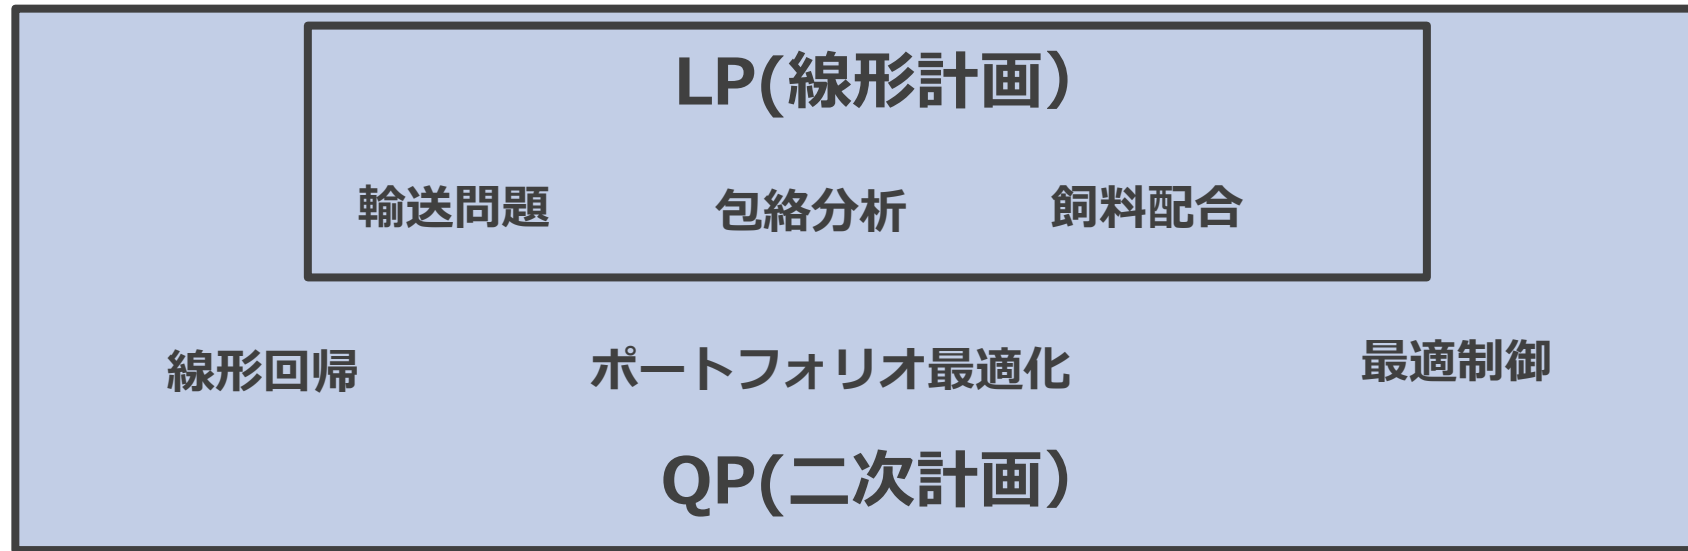 LP(線形計画）
輸送問題 包絡分析 飼料配合
線形回帰 ポートフォリオ最適化 最適制御
QP(二次計画）